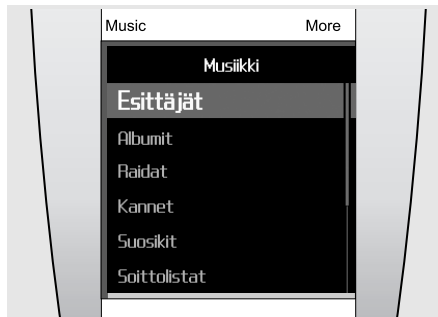 Music More
Musiikki
Esittäjät
Albumit
Raidat
Kannet
Suosikit
Soittolistat